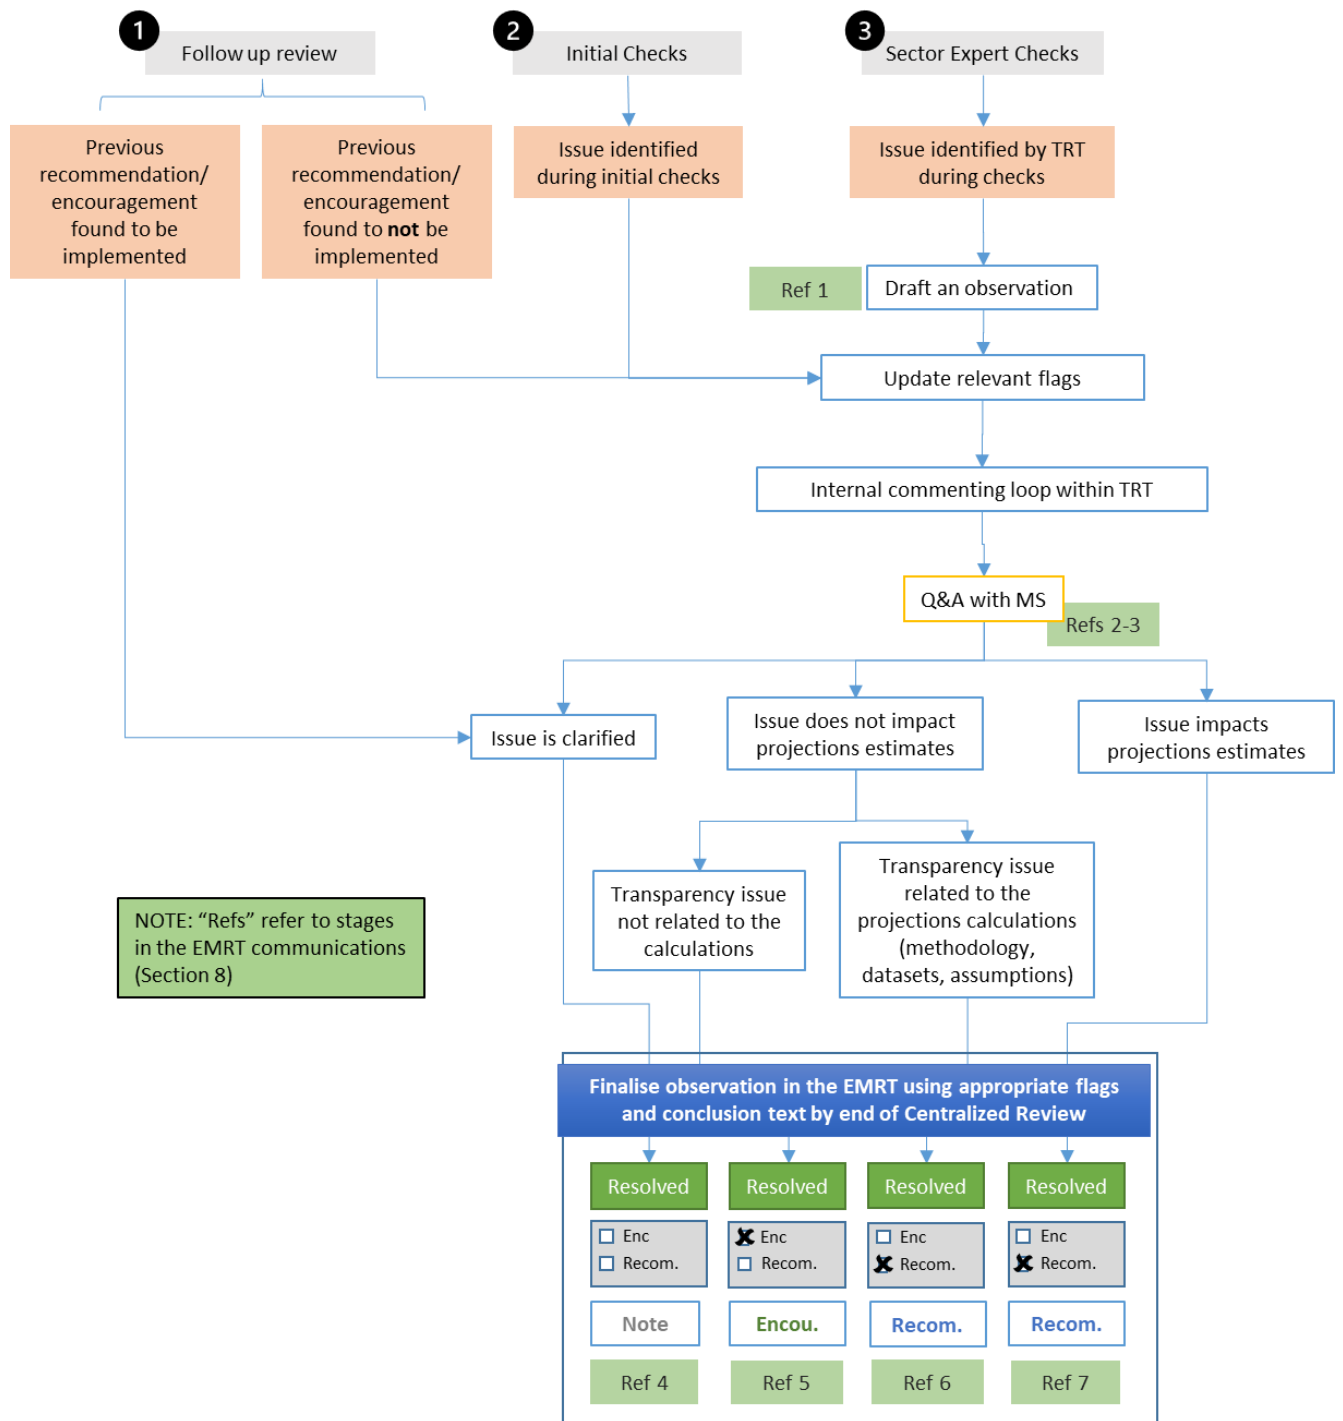 1
Follow up review
2
Initial Checks
3
Sector Expert Checks
Previous
recommendation/
encouragement
found to be
implemented
Previous
recommendation/
encouragement
found to not be
implemented
Issue identified
during initial checks
Issue identified by TRT
during checks
Ref 1
Draft an observation
Update relevant flags
Internal commenting loop within TRT
Q&A with MS
Refs 2-3
Issue is clarified
Issue does not impact
projections estimates
Issue impacts
projections estimates
Transparency issue
not related to the
calculations
Transparency issue
related to the
projections calculations
(methodology,
datasets, assumptions)
NOTE: “Refs” refer to stages
in the EMRT communications
(Section 8)
Finalise observation in the EMRT using appropriate flags
and conclusion text by end of Centralized Review
Resolved
Resolved
Resolved
Resolved
Enc
Recom.
Enc
Recom.
Enc
Recom.
Enc
Recom.
Note
Encou.
Recom.
Recom.
Ref 4
Ref 5
Ref 6
Ref 7